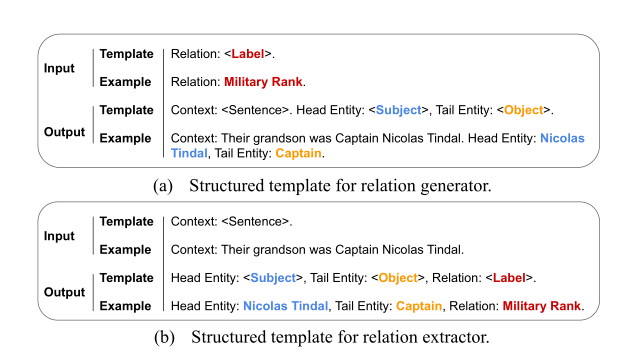 Input
Template
Relation: <Label>.
Example
Relation: Military Rank.
Output
Template
Context: <Sentence>. Head Entity: <Subject>, Tail Entity: <Object>.
Example
Context: Their grandson was Captain Nicolas Tindal. Head Entity: Nicolas
Tindal, Tail Entity: Captain.
(a) Structured template for relation generator.
Input
Template
Context: <Sentence>.
Example
Context: Their grandson was Captain Nicolas Tindal.
Output
Template
Head Entity: <Subject>, Tail Entity: <Object>, Relation: <Label>.
Example
Head Entity: Nicolas Tindal, Tail Entity: Captain, Relation: Military Rank.
(b) Structured template for relation extractor.